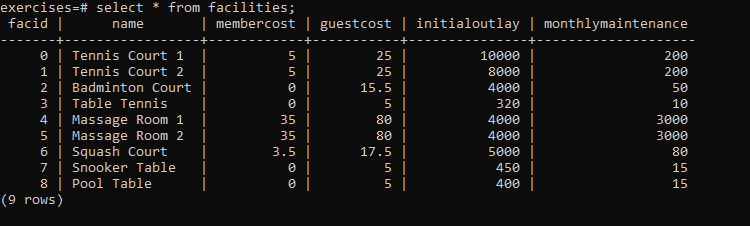 exercises=# select * from facilities;
 facid |      name       | membercost | guestcost | initialoutlay | monthlymaintenance
-------+-----------------+------------+-----------+---------------+--------------------
     0 | Tennis Court 1  |          5 |        25 |         10000 |                200
     1 | Tennis Court 2  |          5 |        25 |          8000 |                200
     2 | Badminton Court |          0 |      15.5 |          4000 |                 50
     3 | Table Tennis    |          0 |         5 |           320 |                 10
     4 | Massage Room 1  |         35 |        80 |          4000 |               3000
     5 | Massage Room 2  |         35 |        80 |          4000 |               3000
     6 | Squash Court    |        3.5 |      17.5 |          5000 |                 80
     7 | Snooker Table   |          0 |         5 |           450 |                 15
     8 | Pool Table      |          0 |         5 |           400 |                 15
(9 rows)